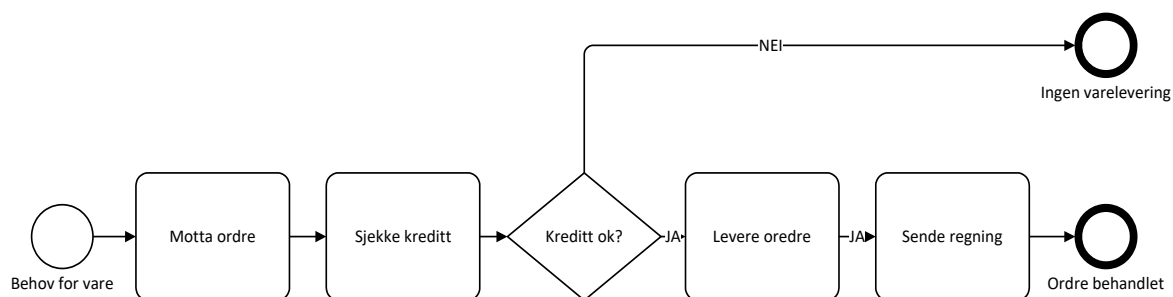 NEI
Ingen varelevering
Behov for vare
Motta ordre
Sjekke kreditt
Kreditt ok?
JA
Levere oredre
JA
Sende regning
Ordre behandlet